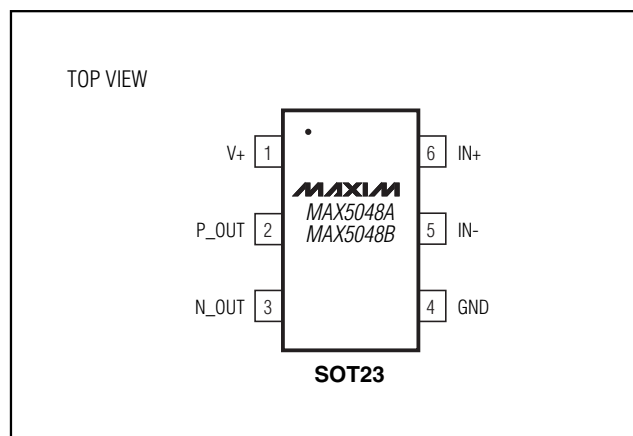 TOP VIEW
V+ 1
6 IN+
MAXIM
MAX5048A
P_OUT 2
MAX5048B
5 IN-
N_OUT 3
4 GND
SOT23